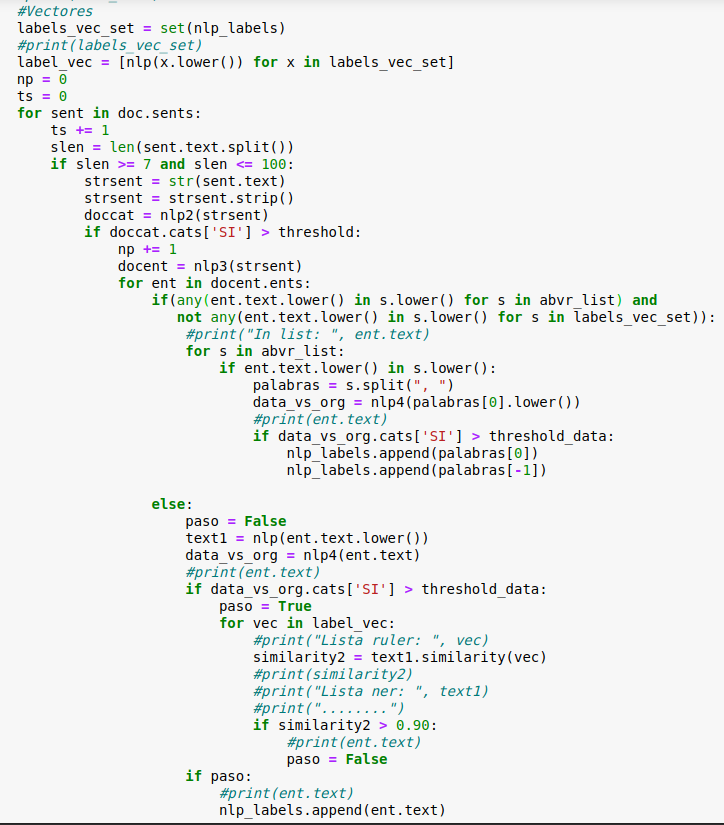 #Vectores
labels_vec_set = set(nlp_labels)
#print(labels_vec_set)
label_vec = [nlp(x.lower()) for x in labels_vec_set]
np = 0
ts = 0
for sent in doc.sents:
    ts += 1
    slen = len(sent.text.split())
    if slen >= 7 and slen <= 100:
        strsent = str(sent.text)
        strsent = strsent.strip()
        doccat = nlp2(strsent)
        if doccat.cats['SI'] > threshold:
            np += 1
            docent = nlp3(strsent)
            for ent in docent.ents:
                if(any(ent.text.lower() in s.lower() for s in abvr_list) and
                   not any(ent.text.lower() in s.lower() for s in labels_vec_set)):
                    #print("In list: ", ent.text)
                    for s in abvr_list:
                        if ent.text.lower() in s.lower():
                            palabras = s.split(", ")
                            data_vs_org = nlp4(palabras[0].lower())
                            #print(ent.text)
                            if data_vs_org.cats['SI'] > threshold_data:
                                nlp_labels.append(palabras[0])
                                nlp_labels.append(palabras[-1])
                else:
                    paso = False
                    text1 = nlp(ent.text.lower())
                    data_vs_org = nlp4(ent.text)
                    #print(ent.text)
                    if data_vs_org.cats['SI'] > threshold_data:
                        paso = True
                        for vec in label_vec:
                            #print("Lista ruler: ", vec)
                            similarity2 = text1.similarity(vec)
                            #print(similarity2)
                            #print("Lista ner: ", text1)
                            #print("........")
                            if similarity2 > 0.90:
                                #print(ent.text)
                                paso = False
                    if paso:
                        #print(ent.text)
                        nlp_labels.append(ent.text)